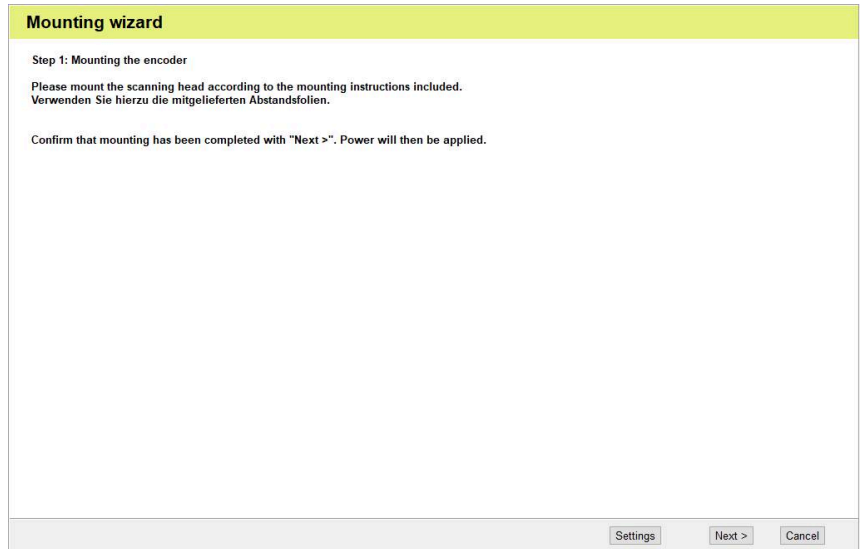 Mounting wizard
Step 1: Mounting the encoder
Please mount the scanning head according to the mounting instructions included.
Verwenden Sie hierzu die mitgelieferten Abstandsfolien.
Confirm that mounting has been completed with "Next >". Power will then be applied.
Settings Next > Cancel